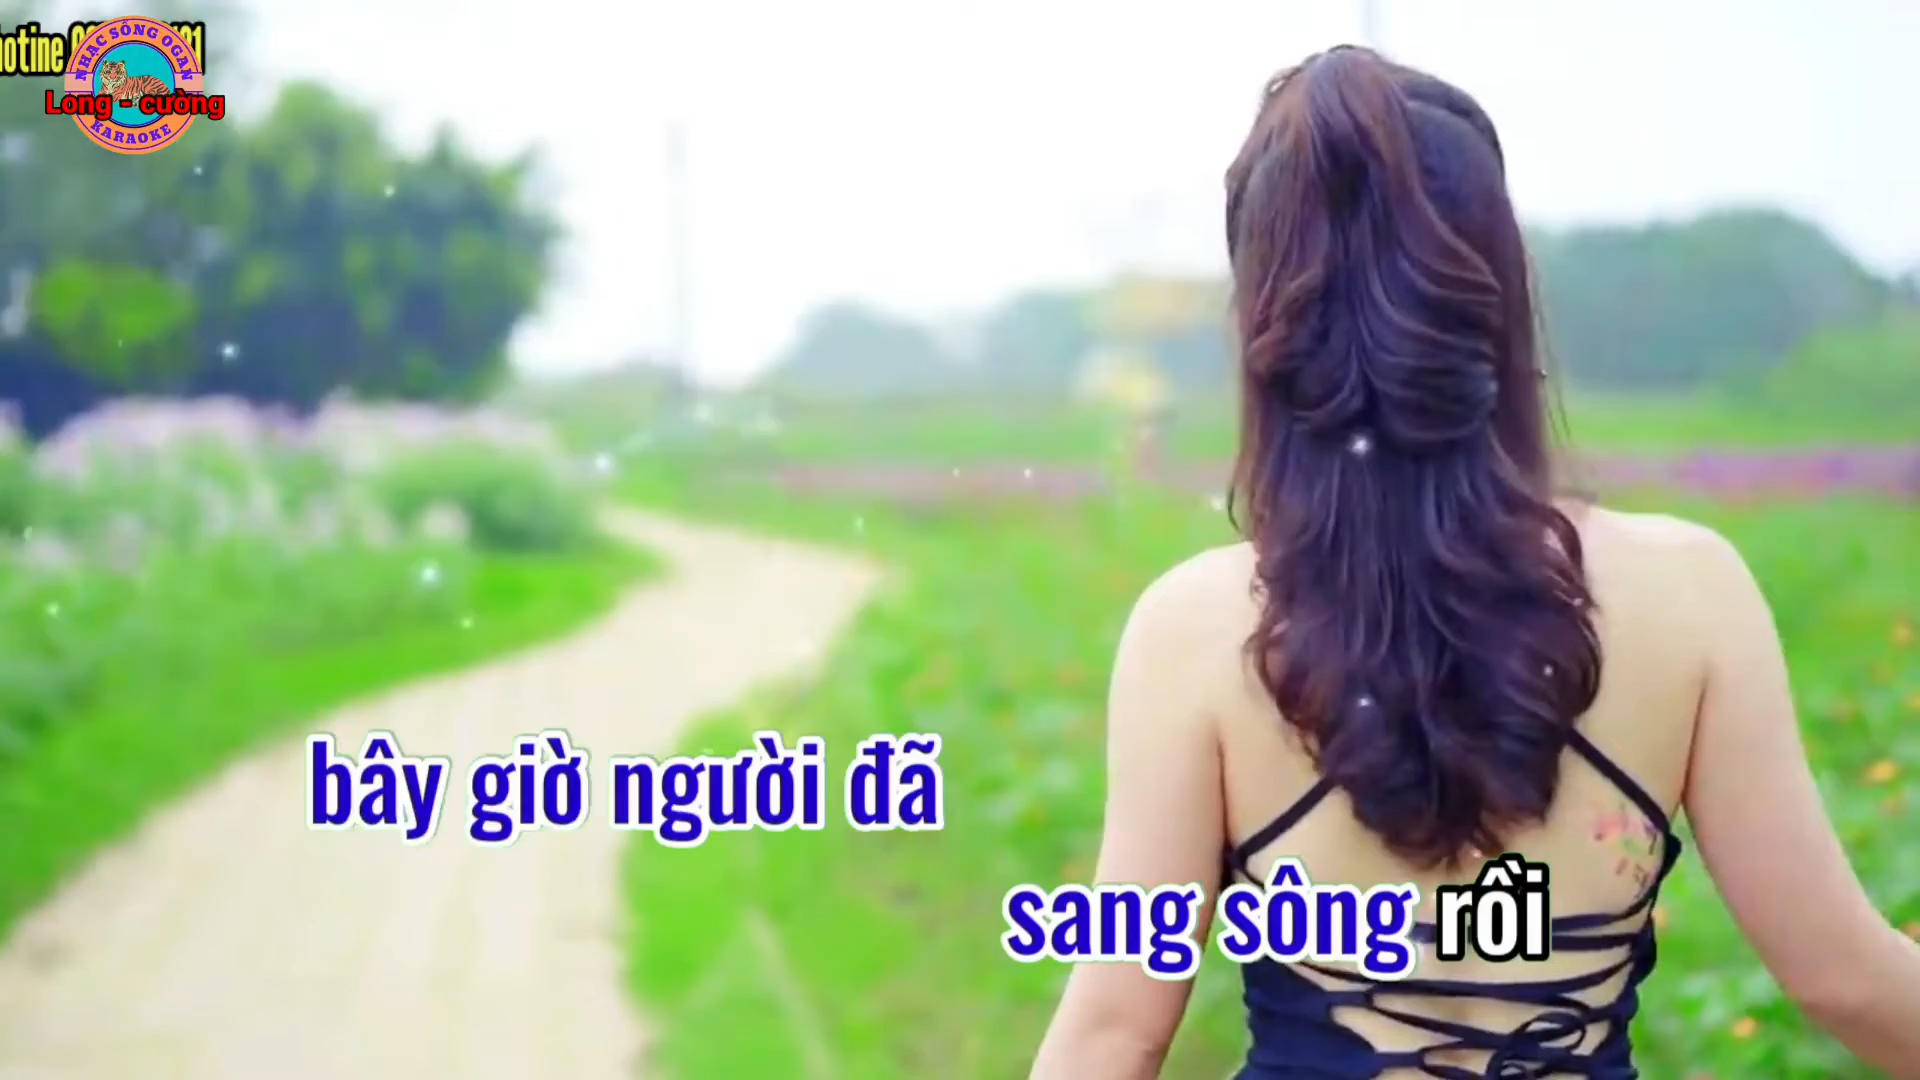 hotine
NHẠC SỐNG OGAN
Long - cường
KARAOKE
bây giờ người đã
sang sông rồi